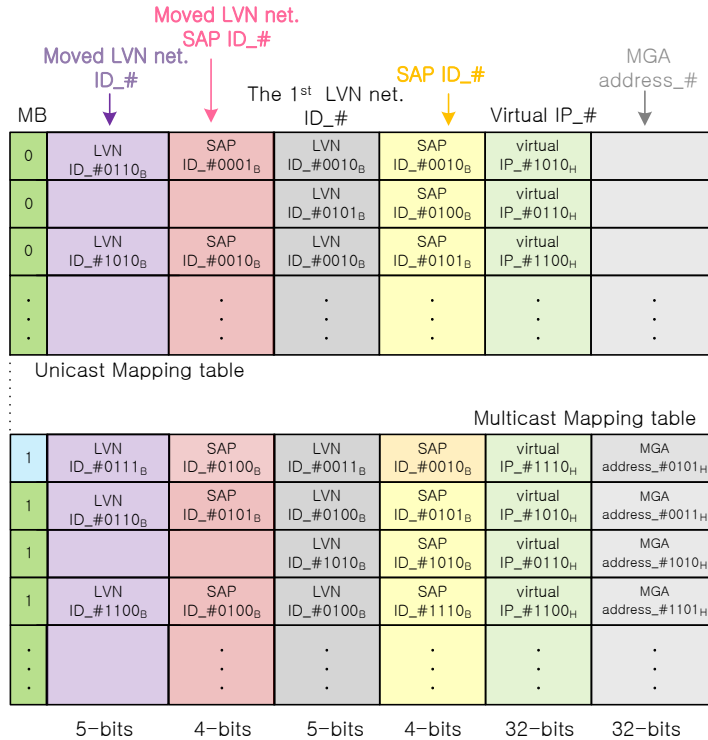 Moved LVN net.
SAP ID_#
Moved LVN net.
ID_#
The 1st LVN net.
ID_#
SAP ID_#
MGA
address_#
MB
Virtual IP_#
0
LVN
ID_#0110B
SAP
ID_#0001B
LVN
ID_#0010B
SAP
ID_#0010B
virtual
IP_#1010H
0
LVN
ID_#0101B
SAP
ID_#0100B
virtual
IP_#0110H
0
LVN
ID_#1010B
SAP
ID_#0010B
LVN
ID_#0010B
SAP
ID_#0101B
virtual
IP_#1100H
Unicast Mapping table
Multicast Mapping table
1
LVN
ID_#0111B
SAP
ID_#0100B
LVN
ID_#0011B
SAP
ID_#0010B
virtual
IP_#1110H
MGA
address_#0101H
1
LVN
ID_#0110B
SAP
ID_#0101B
LVN
ID_#0100B
SAP
ID_#0101B
virtual
IP_#1010H
MGA
address_#0011H
1
LVN
ID_#1010B
SAP
ID_#1010B
virtual
IP_#0110H
MGA
address_#1010H
1
LVN
ID_#1100B
SAP
ID_#0100B
LVN
ID_#0100B
SAP
ID_#1110B
virtual
IP_#1100H
MGA
address_#1101H
5-bits
4-bits
5-bits
4-bits
32-bits
32-bits